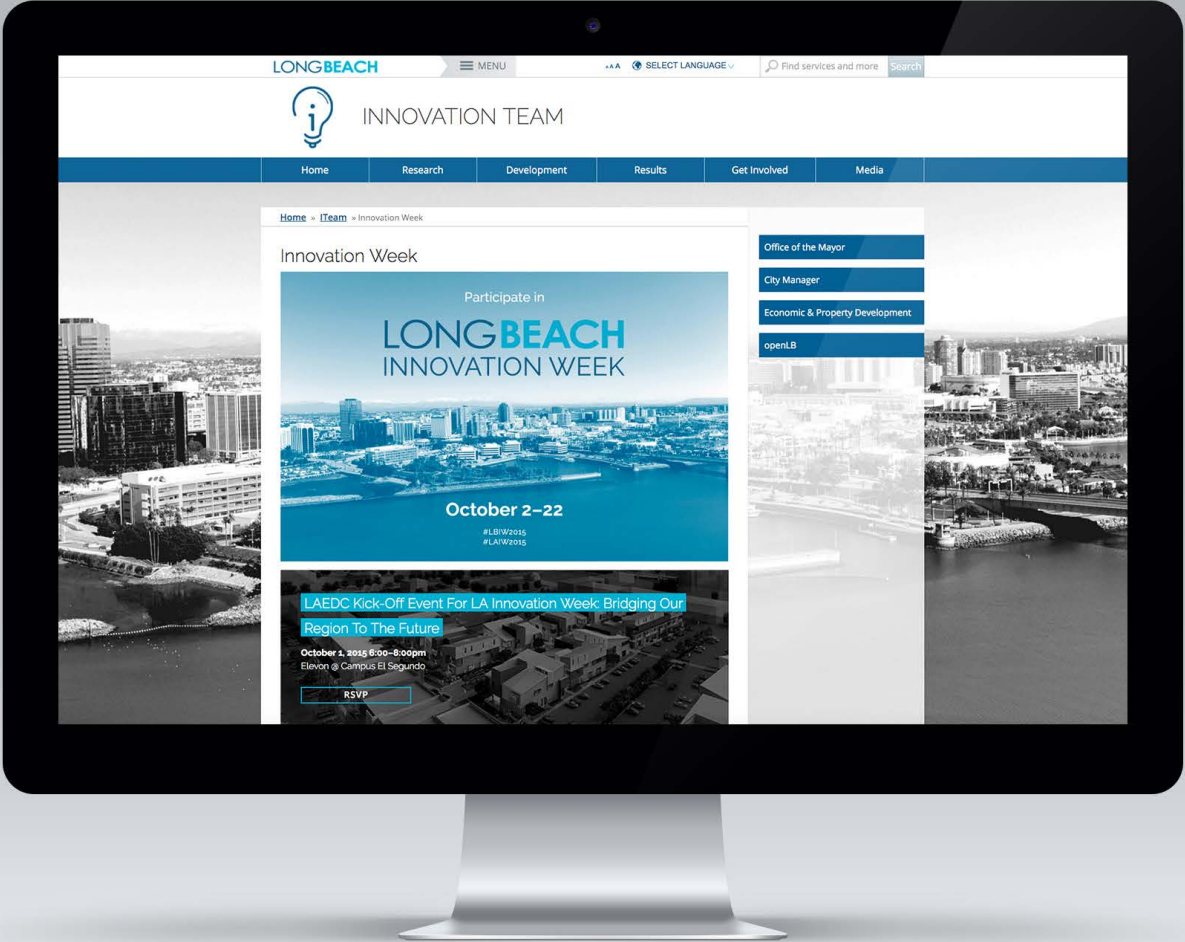 LONGBEACH
MENU
AAA SELECT LANGUAGE
Find services and more Search
INNOVATION TEAM
Home Research Development Results Get Involved Media
Home » ITeam » Innovation Week
Innovation Week
Participate in
LONGBEACH
INNOVATION WEEK
October 2–22
#LBIW2015
#LAIW2015
LAEDC Kick-Off Event For LA Innovation Week: Bridging Our
Region To The Future
October 1, 2015 6:00–8:00pm
Elevon @ Campus El Segundo
RSVP
Office of the Mayor
City Manager
Economic & Property Development
openLB